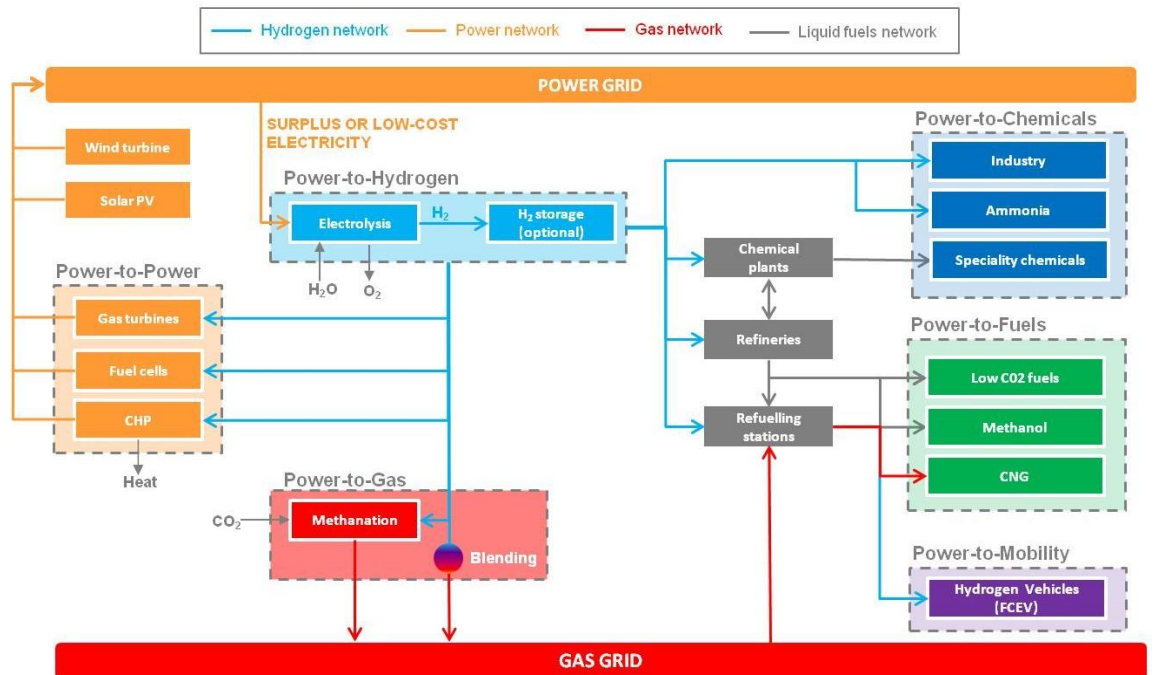 Hydrogen network
Power network
Gas network
Liquid fuels network
POWER GRID
SURPLUS OR LOW-COST
ELECTRICITY
Wind turbine
Solar PV
Power-to-Hydrogen
Electrolysis
H₂
H₂ storage
(optional)
H₂O
O₂
Power-to-Power
Gas turbines
Fuel cells
CHP
Heat
Power-to-Gas
CO₂
Methanation
Blending
Chemical
plants
Refineries
Refuelling
stations
Power-to-Chemicals
Industry
Ammonia
Speciality chemicals
Power-to-Fuels
Low C02 fuels
Methanol
CNG
Power-to-Mobility
Hydrogen Vehicles
(FCEV)
GAS GRID